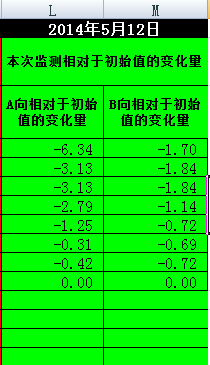 L M
2014年5月12日
本次监测相对于初始值的变化量
A向相对于初始 B向相对于初始
值的变化量 值的变化量
-6.34 -1.70
-3.13 -1.84
-3.13 -1.84
-2.79 -1.14
-1.25 -0.72
-0.31 -0.69
-0.42 -0.72
0.00 0.00